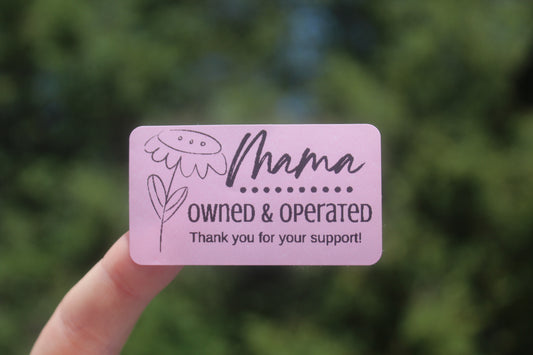 Mama
OWNED & OPERATED
Thank you for your support!